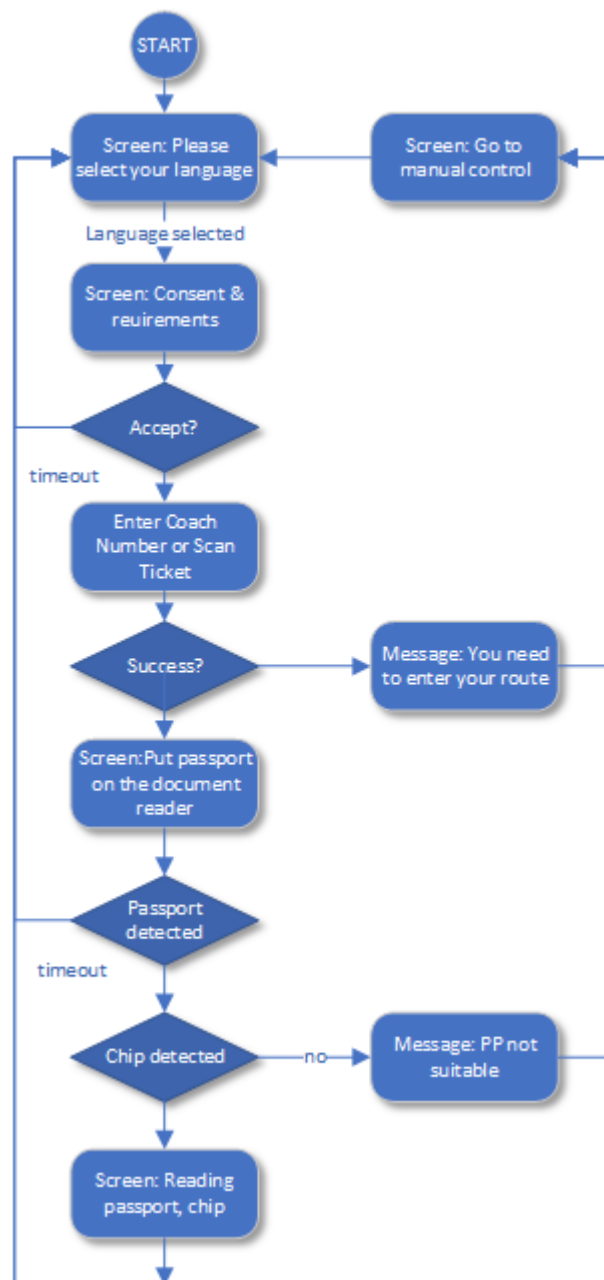 START
Screen: Please
select your language
Screen: Go to
manual control
Language selected
Screen: Consent &
reuirements
Accept?
timeout
Enter Coach
Number or Scan
Ticket
Success?
Message: You need
to enter your route
Screen:Put passport
on the document
reader
Passport
detected
timeout
Chip detected
no
Message: PP not
suitable
Screen: Reading
passport, chip